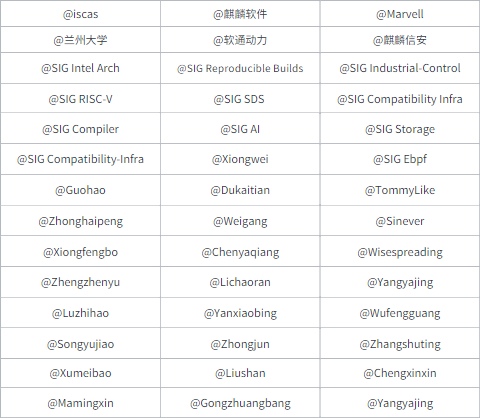 @iscas @麒麟软件 @Marvell
@兰州大学 @软通动力 @麒麟信安
@SIG Intel Arch @SIG Reproducible Builds @SIG Industrial-Control
@SIG RISC-V @SIG SDS @SIG Compatibility Infra
@SIG Compiler @SIG AI @SIG Storage
@SIG Compatibility-Infra @Xiongwei @SIG Ebpf
@Guohao @Dukaitian @TommyLike
@Zhonghaipeng @Weigang @Sinever
@Xiongfengbo @Chenyaqiang @Wisespreading
@Zhengzhenyu @Lichaoran @Yangyajing
@Luzhihao @Yanxiaobing @Wufengguang
@Songyujiao @Zhongjun @Zhangshuting
@Xumeibao @Liushan @Chengxinxin
@Mamingxin @Gongzhuangbang @Yangyajing